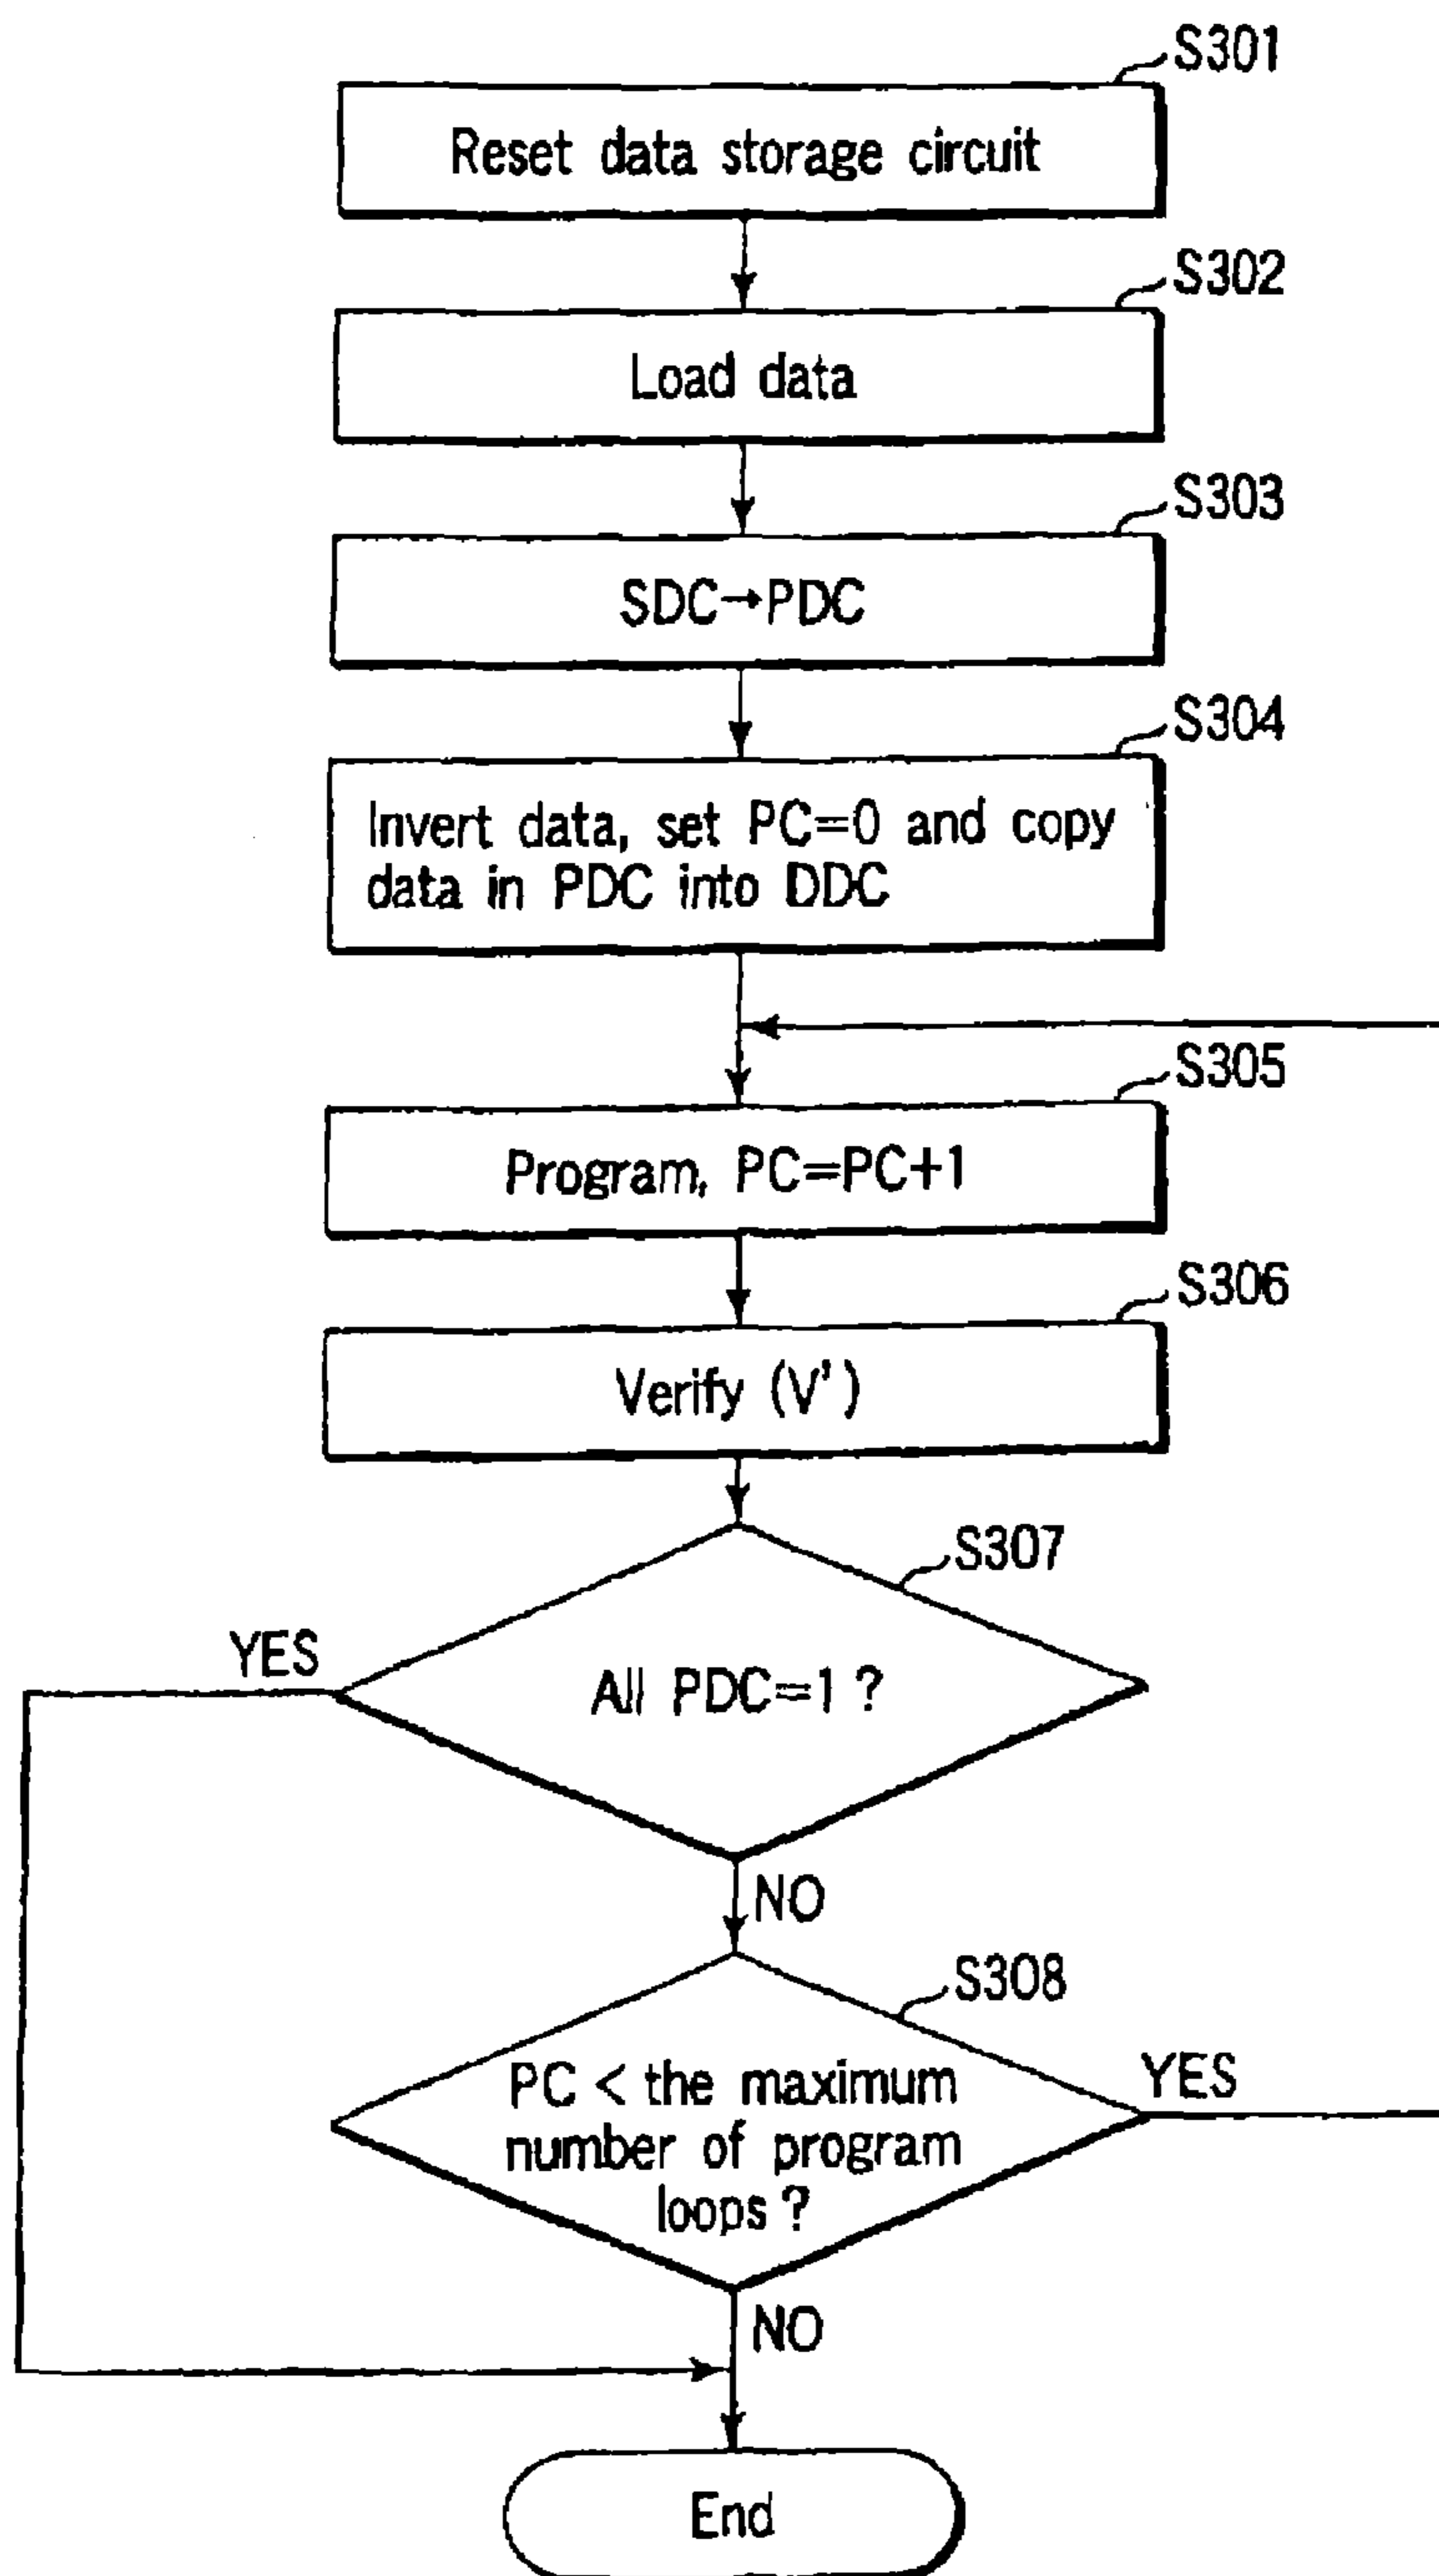 S301
Reset data storage circuit
S302
Load data
S303
SDC→PDC
S304
Invert data, set PC=0 and copy
data in PDC into DDC
S305
Program, PC=PC+1
S306
Verify (V')
S307
YES
All PDC=1 ?
NO
S308
PC < the maximum
number of program
loops ?
YES
NO
End